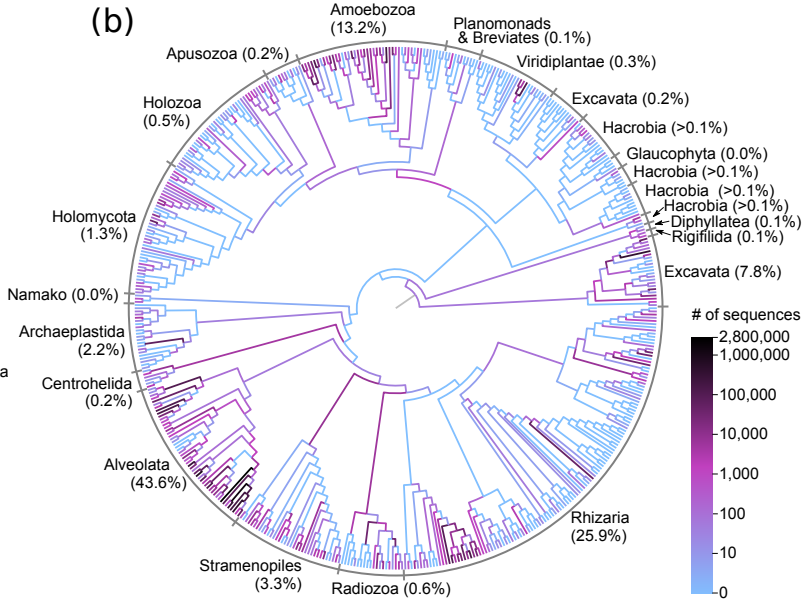 (b)
Amoebozoa
(13.2%)
Planomonads
& Breviates (0.1%)
Apusozoa (0.2%)
Viridiplantae (0.3%)
Holozoa
(0.5%)
Excavata (0.2%)
Hacrobia (>0.1%)
Glaucophyta (0.0%)
Hacrobia (>0.1%)
Hacrobia (>0.1%)
Hacrobia (>0.1%)
Diphyllatea (0.1%)
Rigifilida (0.1%)
Holomycota
(1.3%)
Excavata (7.8%)
Namako (0.0%)
Archaeplastida
(2.2%)
a
Centrohelida
(0.2%)
Alveolata
(43.6%)
Stramenopiles
(3.3%)
Radiozoa (0.6%)
Rhizaria
(25.9%)
# of sequences
2,800,000
1,000,000
100,000
10,000
1,000
100
10
0